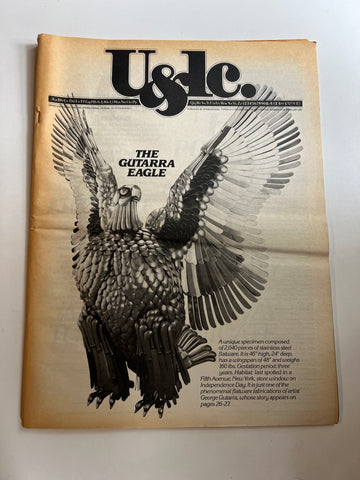 U&lc.
THE
GUTARRA
EAGLE
A unique specimen composed
of 2,040 pieces of stainless steel
flatware. It is 46" high, 24" deep,
has a wingspan of 48" and weighs
160 lbs. Gestation period: three
years. Habitat: last spotted in a
Fifth Avenue, New York, store window on
Independence Day. It is just one of the
phenomenal flatware fabrications of artist
George Gutarra, whose story appears on
pages 26-27.